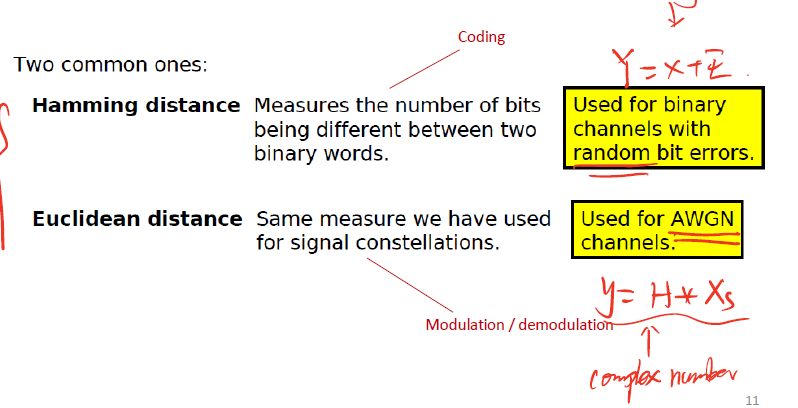 Coding
Y = x + Z
Two common ones:
Hamming distance Measures the number of bits
being different between two
binary words.
Used for binary
channels with
random bit errors.
Euclidean distance Same measure we have used
for signal constellations.
Used for AWGN
channels.
y = H * Xs
Modulation / demodulation
complex number
11